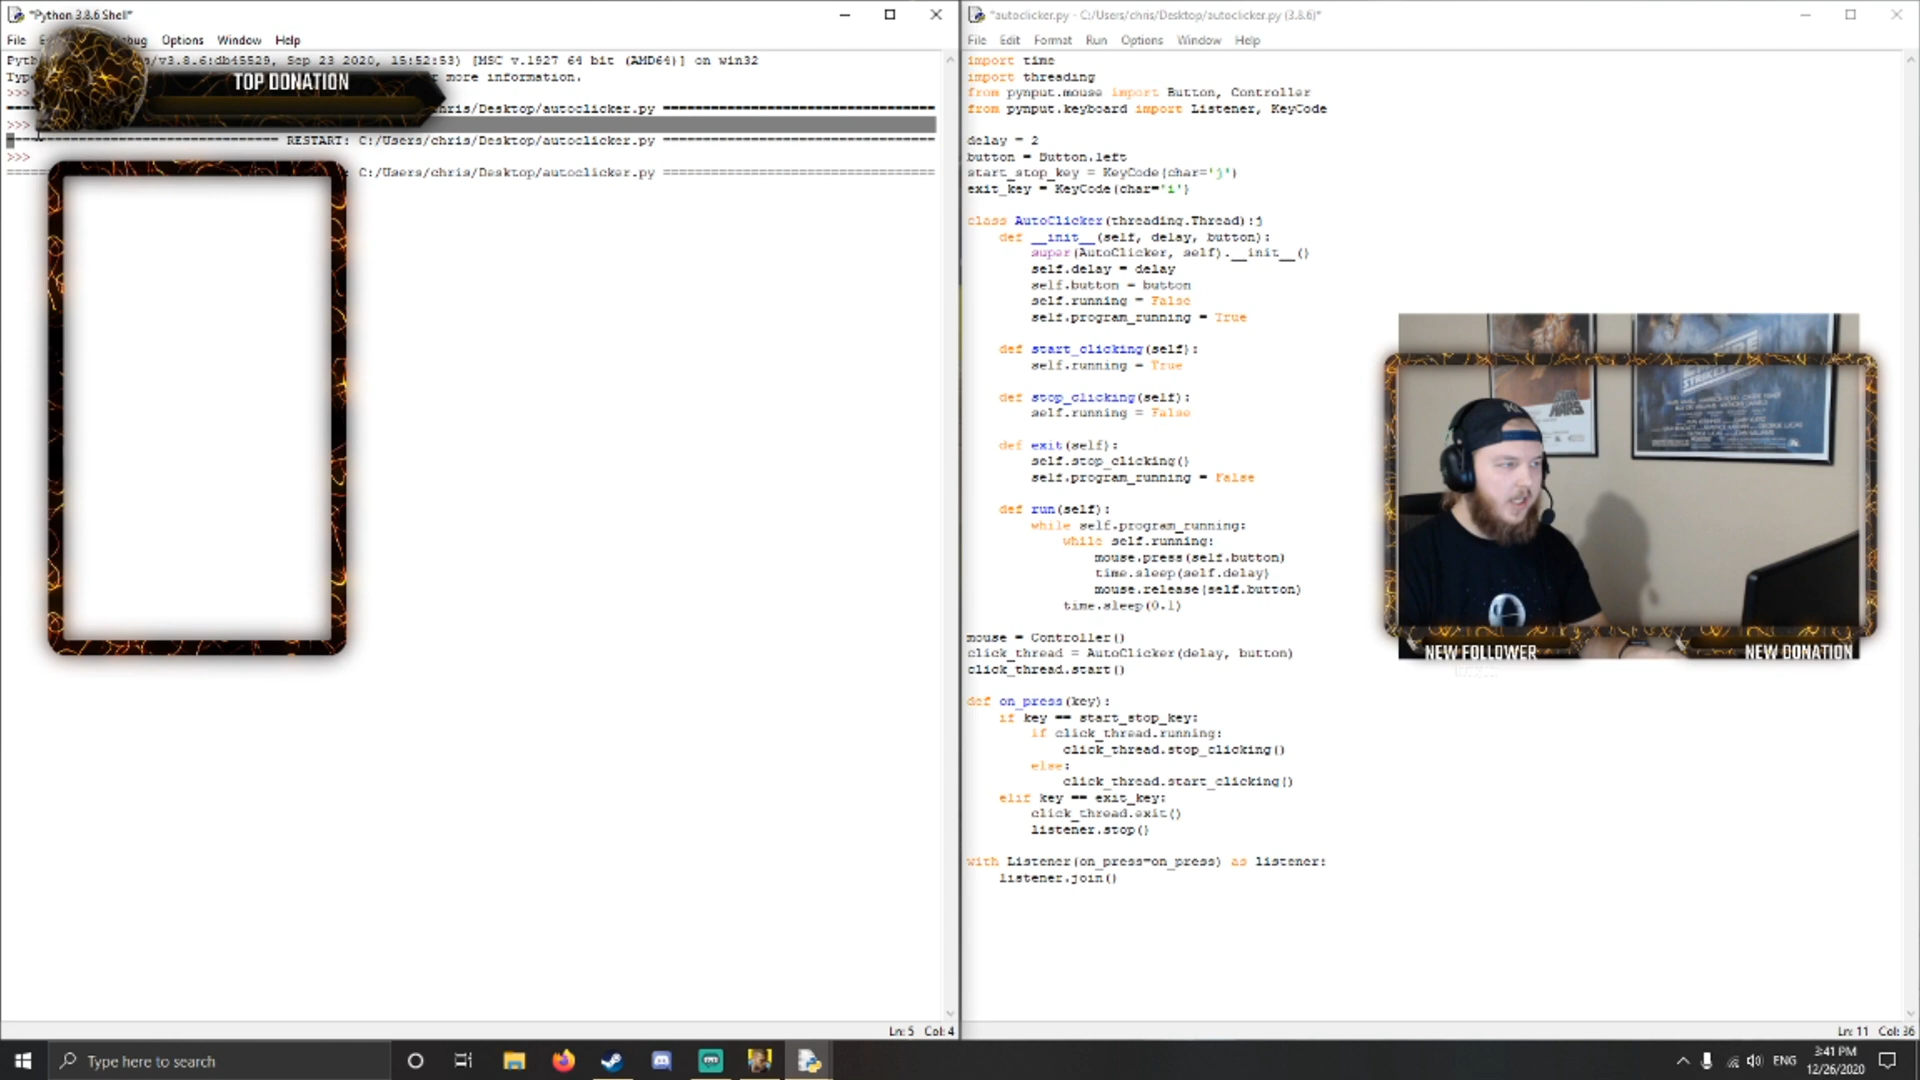 *Python 3.8.6 Shell*
File
bug Options Window Help
/v3.8.6:db45529, Sep 23 2020, 15:52:53) [MSC v.1927 64 bit (AMD64)] on win32
more information.
TOP DONATION
>>>
hris/Desktop/autoclicker.py ==================================
>>>
================================== RESTART: C:/Users/chris/Desktop/autoclicker.py ==================================
>>>
C:/Users/chris/Desktop/autoclicker.py ==================================
Ln: 5 Col: 4
*autoclicker.py - C:/Users/chris/Desktop/autoclicker.py (3.8.6)*
File Edit Format Run Options Window Help
import time
import threading
from pynput.mouse import Button, Controller
from pynput.keyboard import Listener, KeyCode
delay = 2
button = Button.left
start_stop_key = KeyCode(char='j')
exit_key = KeyCode(char='i')
class AutoClicker(threading.Thread):j
def __init__(self, delay, button):
super(AutoClicker, self).__init__()
self.delay = delay
self.button = button
self.running = False
self.program_running = True
def start_clicking(self):
self.running = True
def stop_clicking(self):
self.running = False
def exit(self):
self.stop_clicking()
self.program_running = False
def run(self):
while self.program_running:
while self.running:
mouse.press(self.button)
time.sleep(self.delay)
mouse.release(self.button)
time.sleep(0.1)
mouse = Controller()
click_thread = AutoClicker(delay, button)
click_thread.start()
def on_press(key):
if key == start_stop_key:
if click_thread.running:
click_thread.stop_clicking()
else:
click_thread.start_clicking()
elif key == exit_key:
click_thread.exit()
listener.stop()
with Listener(on_press=on_press) as listener:
listener.join()
Ln: 11 Col: 36
STAR
WARS
STRIKES BACK
NEW FOLLOWER
NEW DONATION
Type here to search
ENG
3:41 PM
12/26/2020